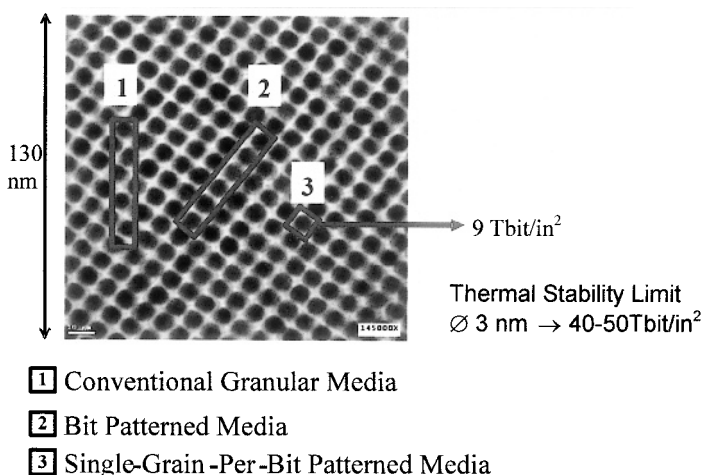 1
2
130
nm
3
9 Tbit/in²
145000X
Thermal Stability Limit
∅ 3 nm → 40-50Tbit/in²
1 Conventional Granular Media
2 Bit Patterned Media
3 Single-Grain-Per-Bit Patterned Media